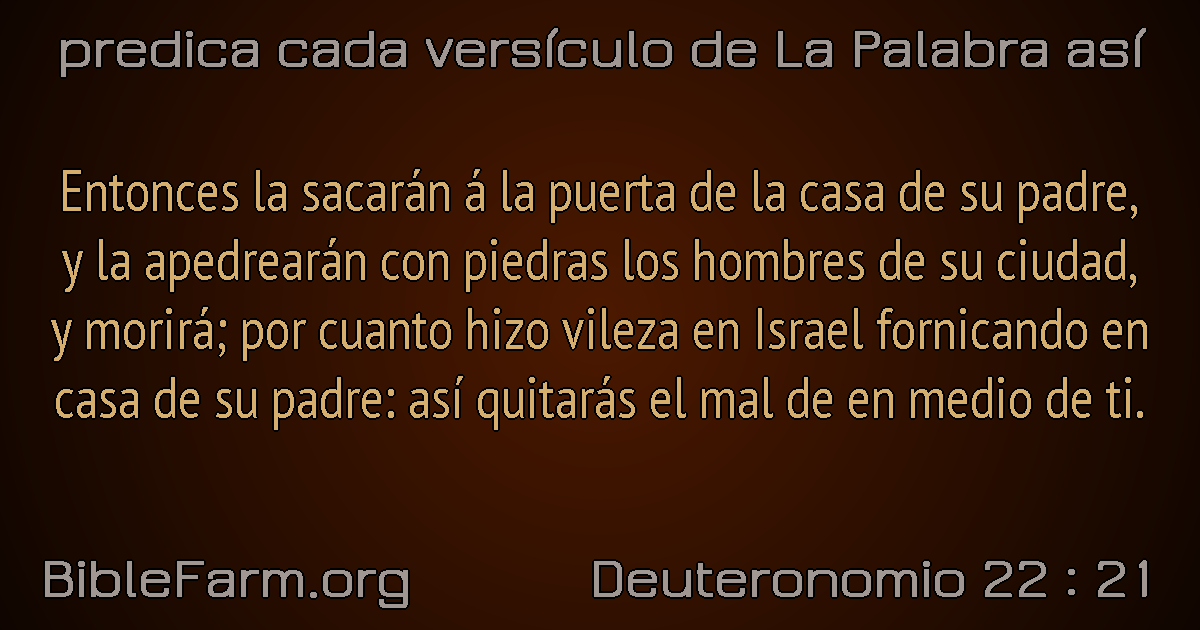 predica cada versículo de La Palabra así
Entonces la sacarán á la puerta de la casa de su padre,
y la apedrearán con piedras los hombres de su ciudad,
y morirá; por cuanto hizo vileza en Israel fornicando en
casa de su padre: así quitarás el mal de en medio de ti.
BibleFarm.org
Deuteronomio 22 : 21